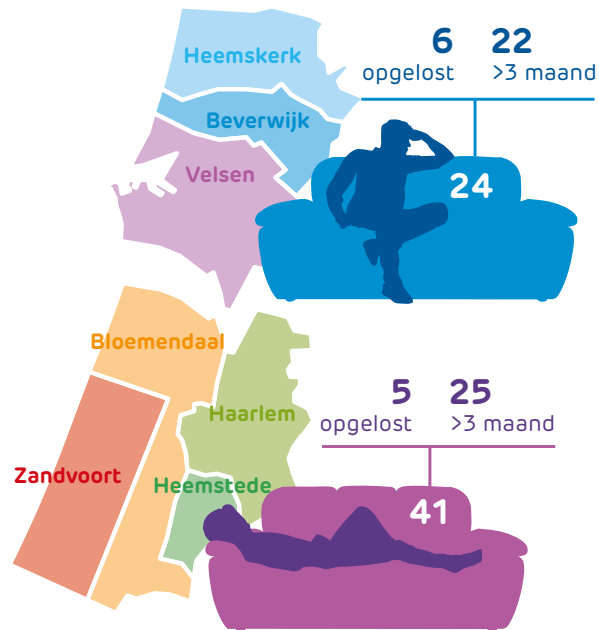 Heemskerk
Beverwijk
Velsen
6 22
opgelost >3 maand
24
Bloemendaal
Haarlem
Zandvoort
Heemstede
5 25
opgelost >3 maand
41